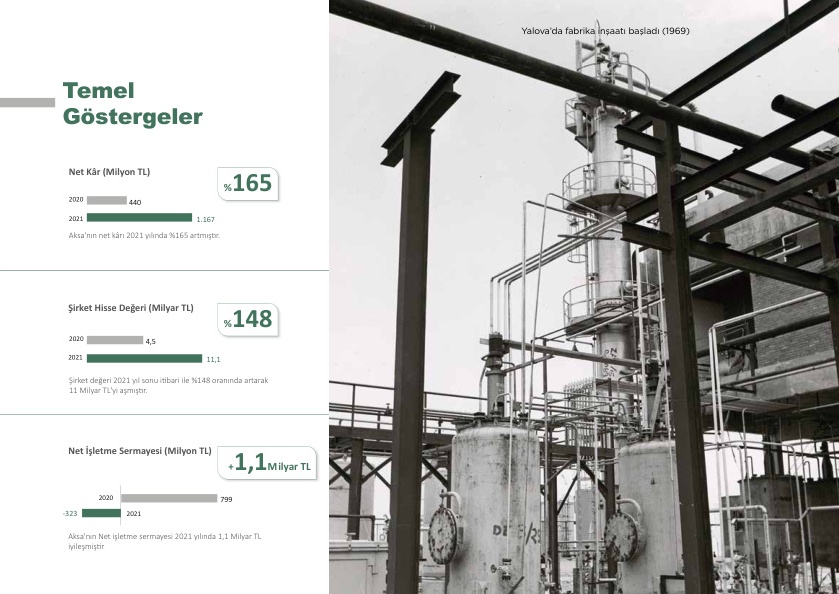 Yalova'da fabrika inşaatı başladı (1969)
Temel
Göstergeler
Net Kâr (Milyon TL)
%165
2020
440
2021
1.167
Aksa'nın net kârı 2021 yılında %165 artmıştır.
Şirket Hisse Değeri (Milyar TL)
%148
2020
4,5
2021
11,1
Şirket değeri 2021 yıl sonu itibari ile %148 oranında artarak
11 Milyar TL'yi aşmıştır.
Net İşletme Sermayesi (Milyon TL)
+1,1Milyar TL
2020
799
-323
2021
Aksa'nın Net işletme sermayesi 2021 yılında 1,1 Milyar TL
iyileşmiştir